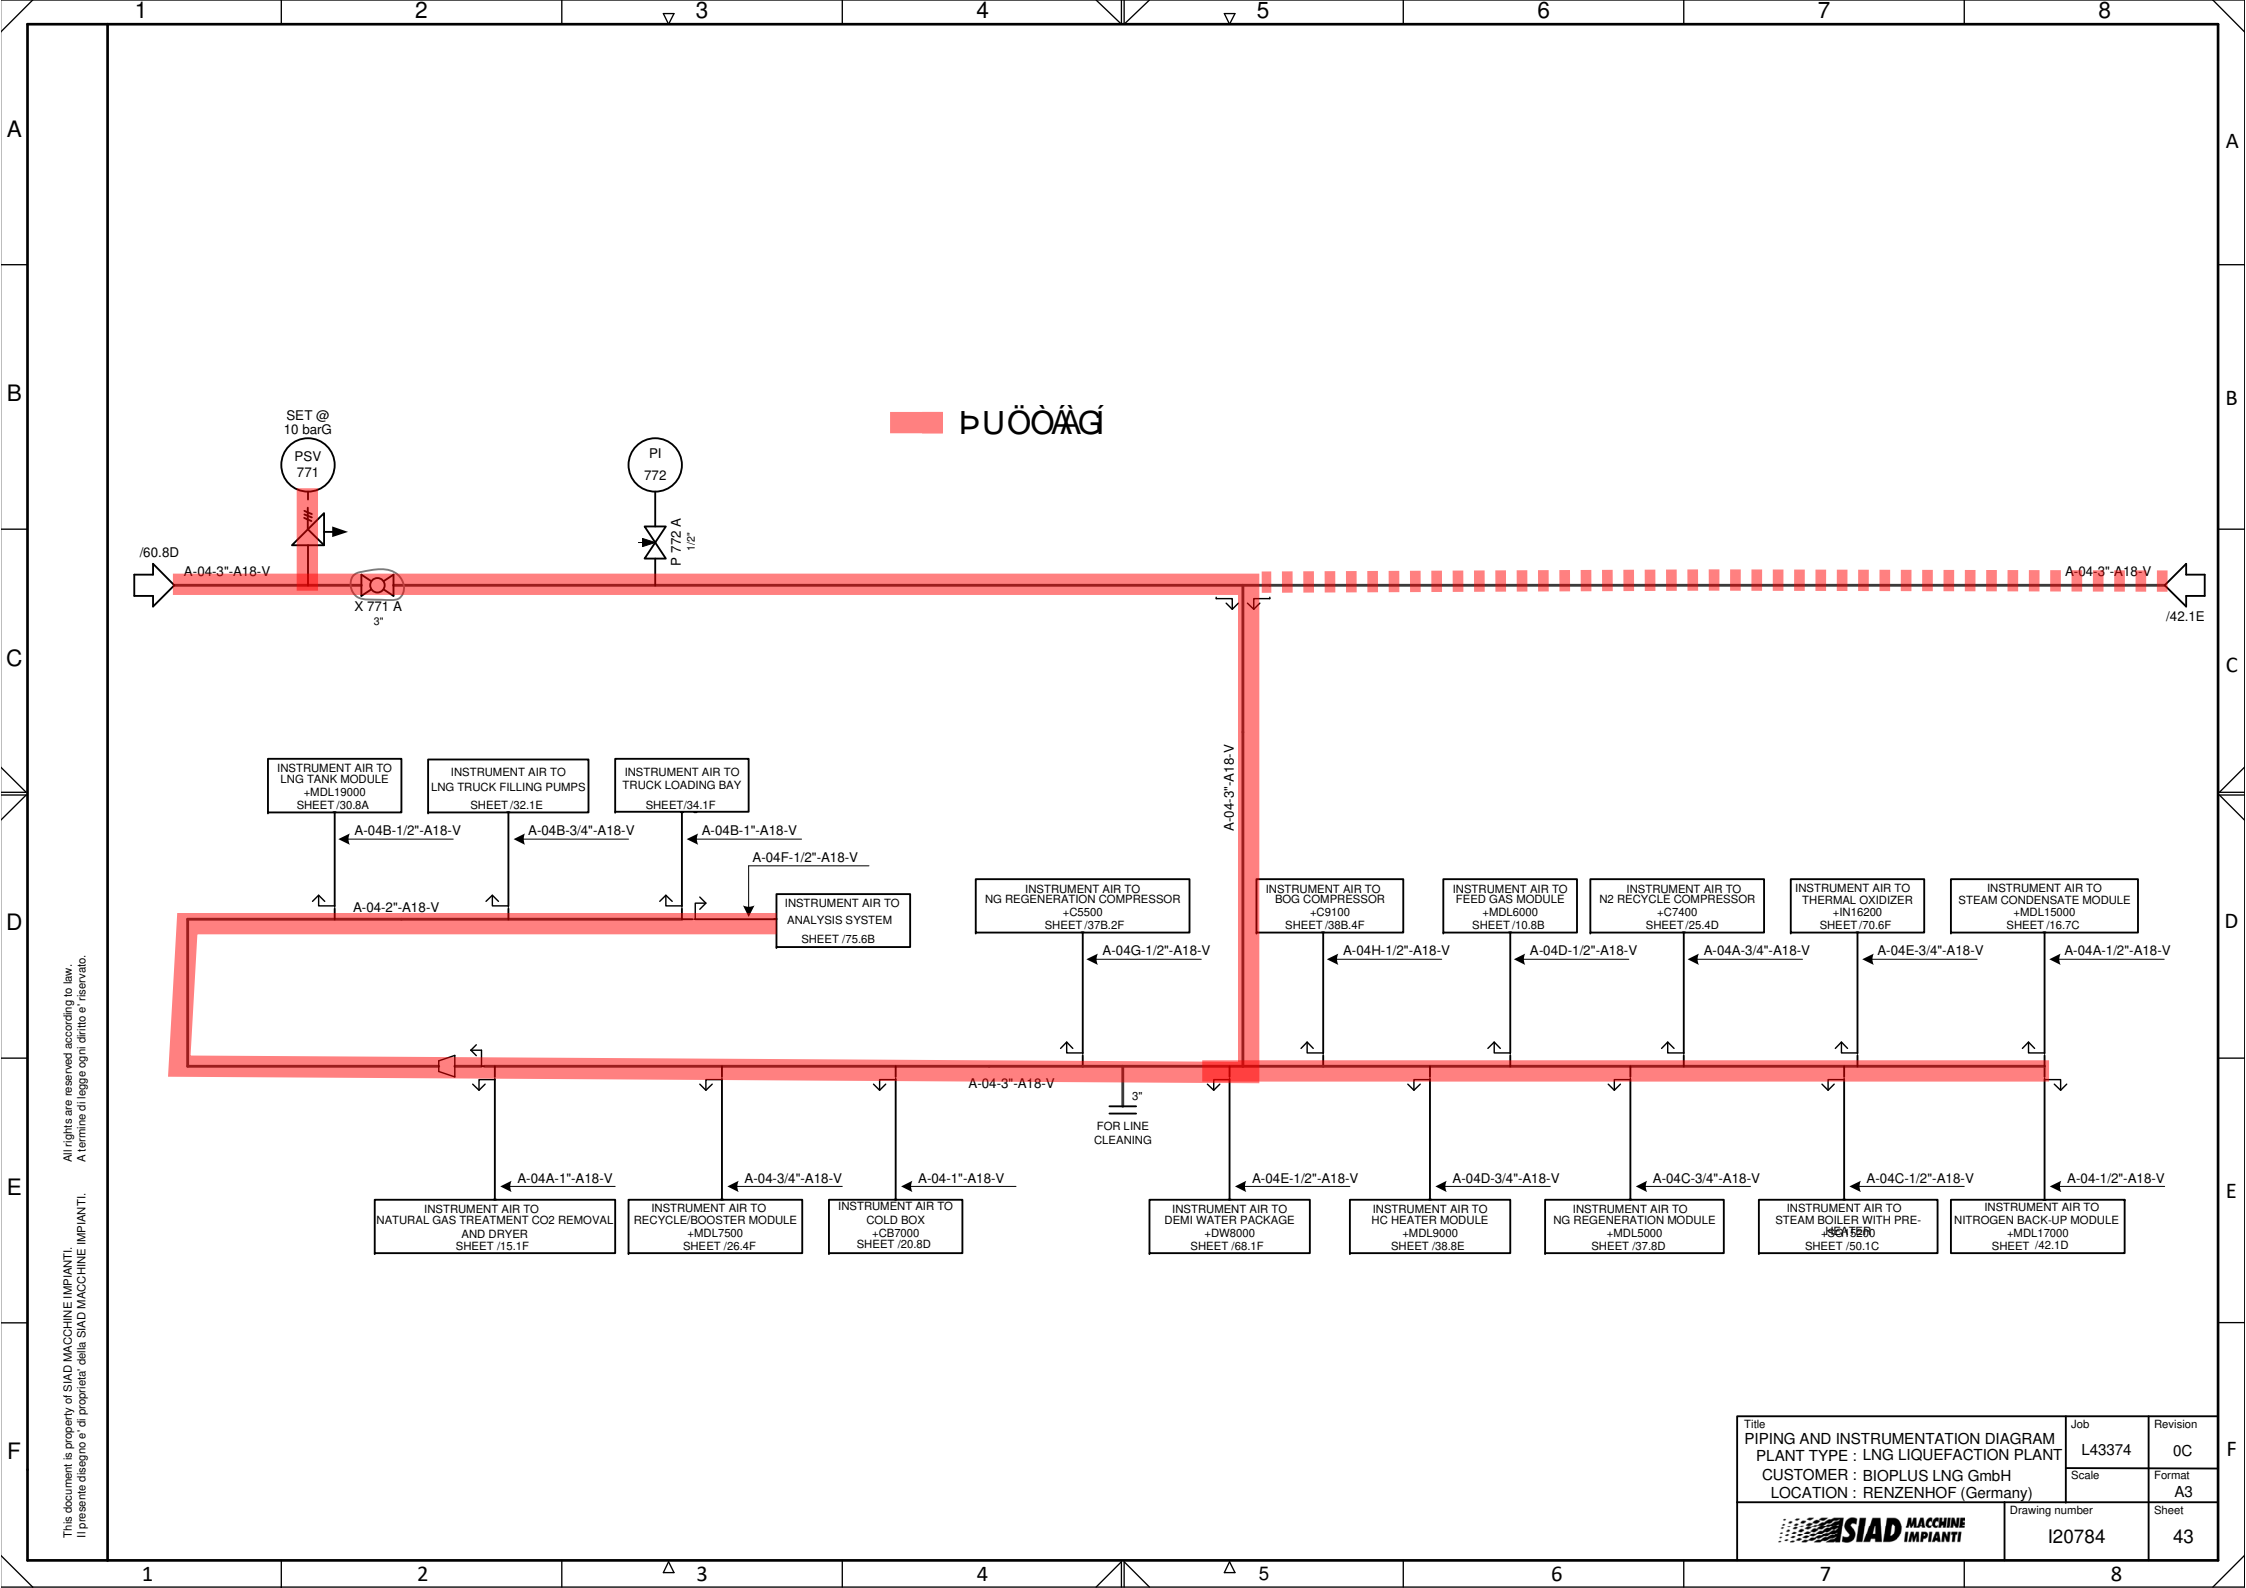 1 2 3 4 5 6 7 8
A A
B B
C C
D D
E E
F F
ÞUÖÒÁÀGÍ
SET @
10 barG
PSV
771
PI
772
P 772 A
1/2"
/60.8D
A-04-3"-A18-V
X 771 A
3"
A-04-3"-A18-V
/42.1E
A-04-3"-A18-V
INSTRUMENT AIR TO
LNG TANK MODULE
+MDL19000
SHEET /30.8A
INSTRUMENT AIR TO
LNG TRUCK FILLING PUMPS
SHEET /32.1E
INSTRUMENT AIR TO
TRUCK LOADING BAY
SHEET/34.1F
A-04B-1/2"-A18-V
A-04B-3/4"-A18-V
A-04B-1"-A18-V
A-04F-1/2"-A18-V
A-04-2"-A18-V
INSTRUMENT AIR TO
ANALYSIS SYSTEM
SHEET /75.6B
INSTRUMENT AIR TO
NG REGENERATION COMPRESSOR
+C5500
SHEET /37B.2F
INSTRUMENT AIR TO
BOG COMPRESSOR
+C9100
SHEET /38B.4F
INSTRUMENT AIR TO
FEED GAS MODULE
+MDL6000
SHEET /10.8B
INSTRUMENT AIR TO
N2 RECYCLE COMPRESSOR
+C7400
SHEET /25.4D
INSTRUMENT AIR TO
THERMAL OXIDIZER
+IN16200
SHEET /70.6F
INSTRUMENT AIR TO
STEAM CONDENSATE MODULE
+MDL15000
SHEET /16.7C
A-04G-1/2"-A18-V
A-04H-1/2"-A18-V
A-04D-1/2"-A18-V
A-04A-3/4"-A18-V
A-04E-3/4"-A18-V
A-04A-1/2"-A18-V
A-04-3"-A18-V
3"
FOR LINE
CLEANING
A-04A-1"-A18-V
A-04-3/4"-A18-V
A-04-1"-A18-V
A-04E-1/2"-A18-V
A-04D-3/4"-A18-V
A-04C-3/4"-A18-V
A-04C-1/2"-A18-V
A-04-1/2"-A18-V
INSTRUMENT AIR TO
NATURAL GAS TREATMENT CO2 REMOVAL
AND DRYER
SHEET /15.1F
INSTRUMENT AIR TO
RECYCLE/BOOSTER MODULE
+MDL7500
SHEET /26.4F
INSTRUMENT AIR TO
COLD BOX
+CB7000
SHEET /20.8D
INSTRUMENT AIR TO
DEMI WATER PACKAGE
+DW8000
SHEET /68.1F
INSTRUMENT AIR TO
HC HEATER MODULE
+MDL9000
SHEET /38.8E
INSTRUMENT AIR TO
NG REGENERATION MODULE
+MDL5000
SHEET /37.8D
INSTRUMENT AIR TO
STEAM BOILER WITH PRE-
HEATER
SHEET /50.1C
INSTRUMENT AIR TO
NITROGEN BACK-UP MODULE
+MDL17000
SHEET /42.1D
This document is property of SIAD MACCHINE IMPIANTI. All rights are reserved according to law.
Il presente disegno e' di proprieta' della SIAD MACCHINE IMPIANTI. A termine di legge ogni diritto e' riservato.
Title
PIPING AND INSTRUMENTATION DIAGRAM
PLANT TYPE : LNG LIQUEFACTION PLANT
CUSTOMER : BIOPLUS LNG GmbH
LOCATION : RENZENHOF (Germany)
Job
L43374
Revision
0C
Scale
Format
A3
SIAD MACCHINE
IMPIANTI
Drawing number
I20784
Sheet
43
1 2 3 4 5 6 7 8